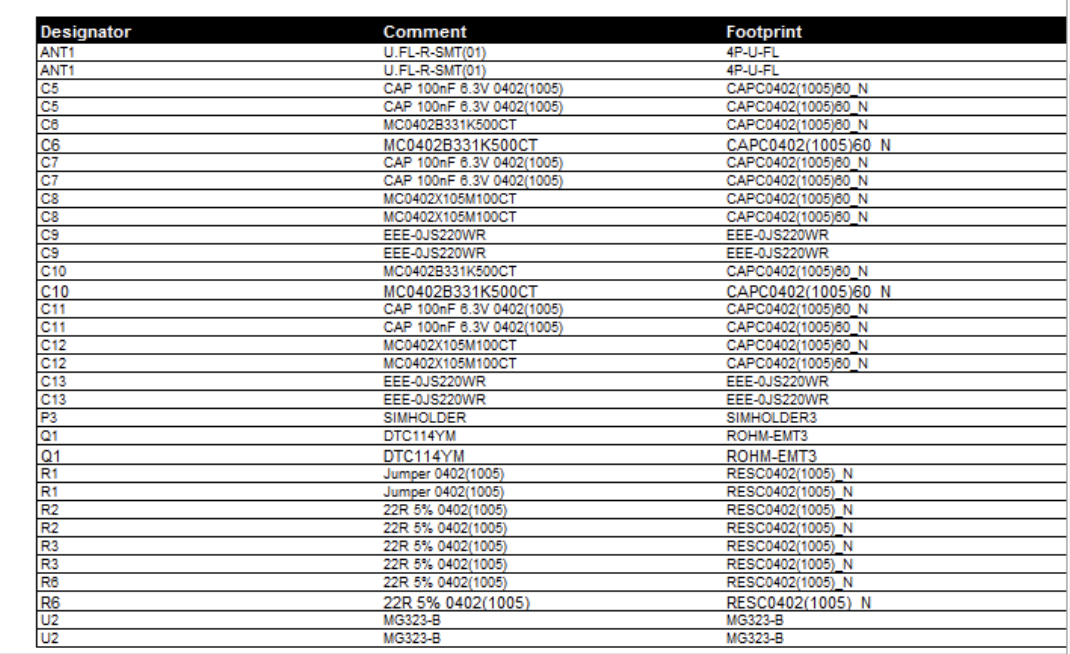 Designator Comment Footprint
ANT1 U.FL-R-SMT(01) 4P-U-FL
ANT1 U.FL-R-SMT(01) 4P-U-FL
C5 CAP 100nF 6.3V 0402(1005) CAPC0402(1005)60_N
C5 CAP 100nF 6.3V 0402(1005) CAPC0402(1005)60_N
C6 MC0402B331K500CT CAPC0402(1005)60_N
C6 MC0402B331K500CT CAPC0402(1005)60_N
C7 CAP 100nF 6.3V 0402(1005) CAPC0402(1005)60_N
C7 CAP 100nF 6.3V 0402(1005) CAPC0402(1005)60_N
C8 MC0402X105M100CT CAPC0402(1005)60_N
C8 MC0402X105M100CT CAPC0402(1005)60_N
C9 EEE-0JS220WR EEE-0JS220WR
C9 EEE-0JS220WR EEE-0JS220WR
C10 MC0402B331K500CT CAPC0402(1005)60_N
C10 MC0402B331K500CT CAPC0402(1005)60_N
C11 CAP 100nF 6.3V 0402(1005) CAPC0402(1005)60_N
C11 CAP 100nF 6.3V 0402(1005) CAPC0402(1005)60_N
C12 MC0402X105M100CT CAPC0402(1005)60_N
C12 MC0402X105M100CT CAPC0402(1005)60_N
C13 EEE-0JS220WR EEE-0JS220WR
C13 EEE-0JS220WR EEE-0JS220WR
P3 SIMHOLDER SIMHOLDER3
Q1 DTC114YM ROHM-EMT3
Q1 DTC114YM ROHM-EMT3
R1 Jumper 0402(1005) RESC0402(1005)_N
R1 Jumper 0402(1005) RESC0402(1005)_N
R2 22R 5% 0402(1005) RESC0402(1005)_N
R2 22R 5% 0402(1005) RESC0402(1005)_N
R3 22R 5% 0402(1005) RESC0402(1005)_N
R3 22R 5% 0402(1005) RESC0402(1005)_N
R6 22R 5% 0402(1005) RESC0402(1005)_N
R6 22R 5% 0402(1005) RESC0402(1005)_N
U2 MG323-B MG323-B
U2 MG323-B MG323-B